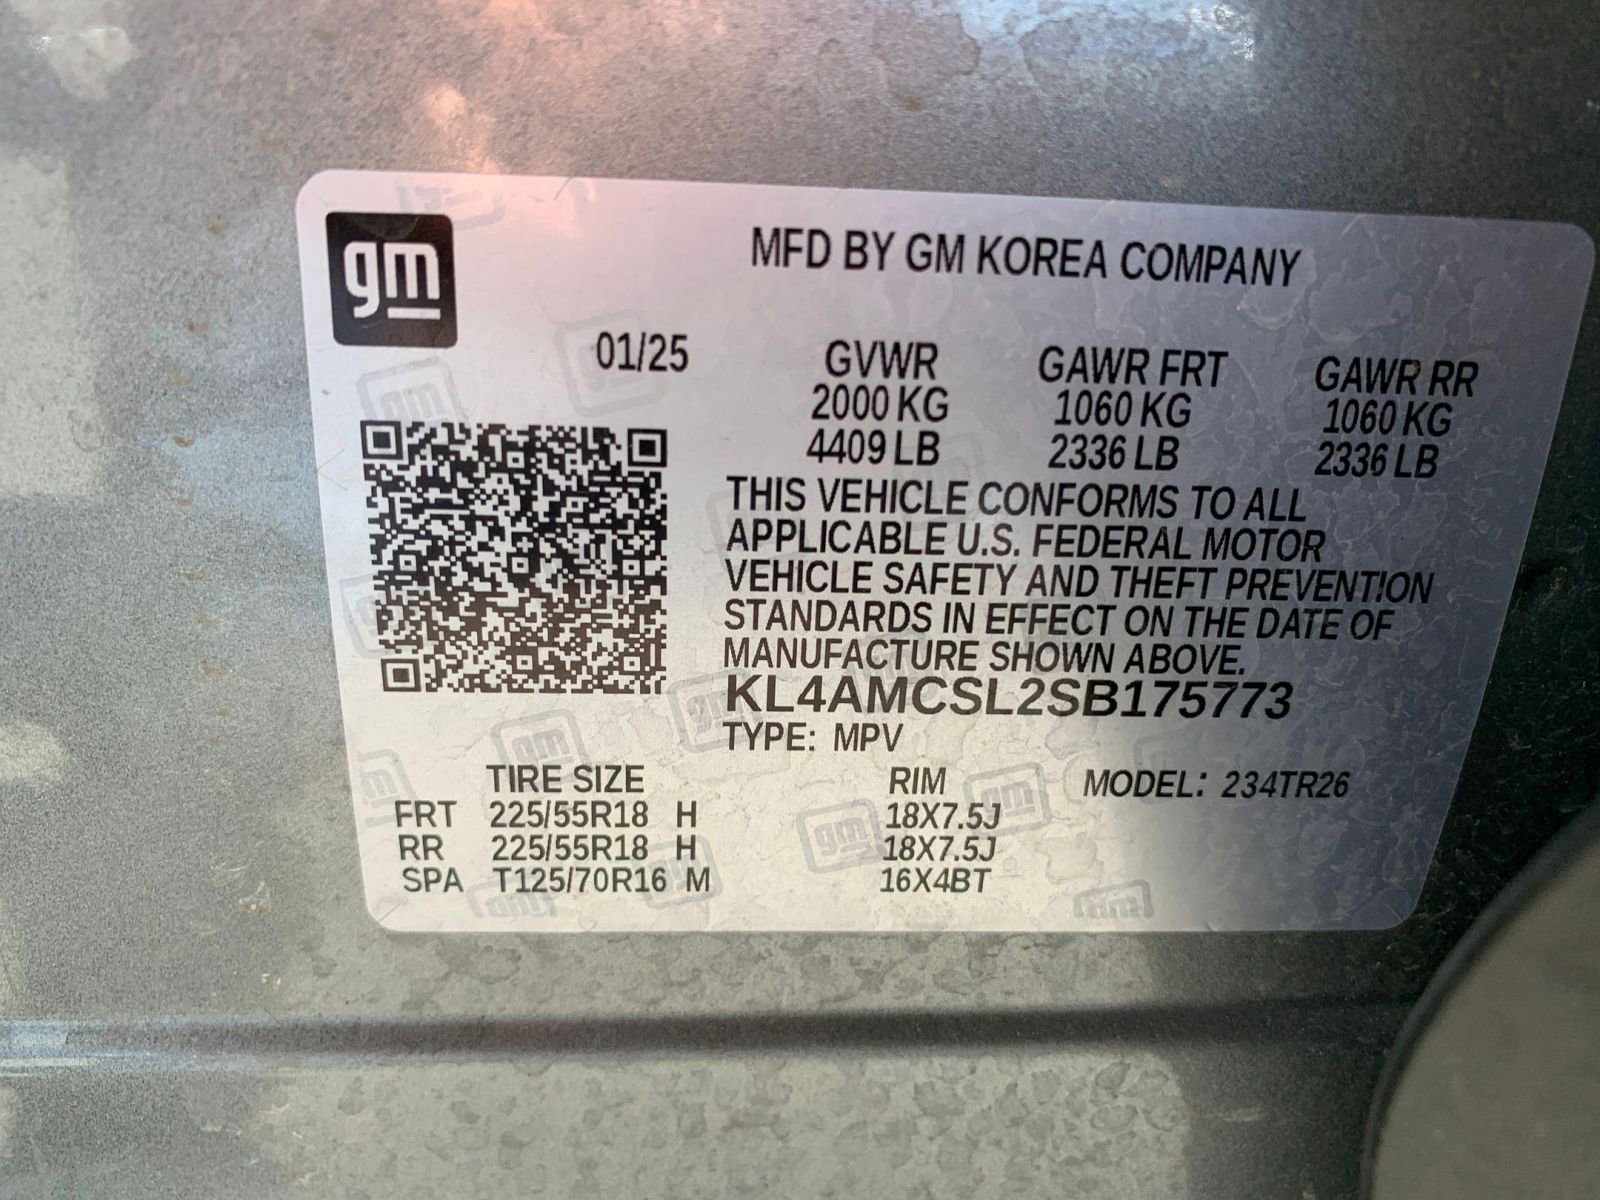 gm
MFD BY GM KOREA COMPANY
01/25 GVWR GAWR FRT GAWR RR
2000 KG 1060 KG 1060 KG
4409 LB 2336 LB 2336 LB
THIS VEHICLE CONFORMS TO ALL
APPLICABLE U.S. FEDERAL MOTOR
VEHICLE SAFETY AND THEFT PREVENTION
STANDARDS IN EFFECT ON THE DATE OF
MANUFACTURE SHOWN ABOVE.
KL4AMCSL2SB175773
TYPE: MPV
TIRE SIZE RIM MODEL: 234TR26
FRT 225/55R18 H 18X7.5J
RR 225/55R18 H 18X7.5J
SPA T125/70R16 M 16X4BT